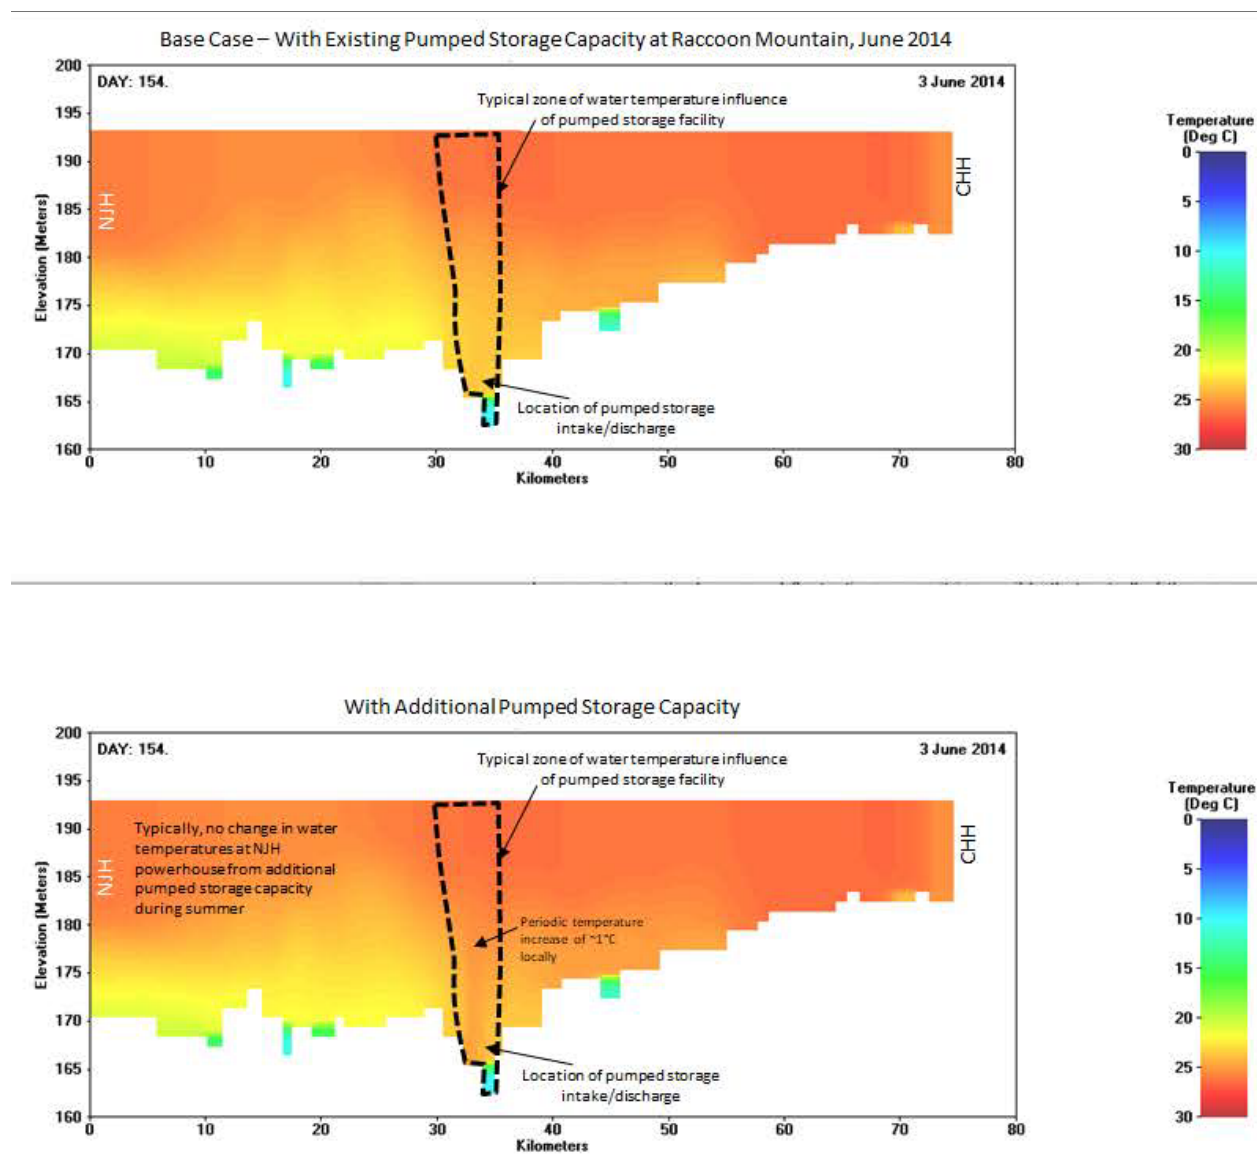 Base Case – With Existing Pumped Storage Capacity at Raccoon Mountain, June 2014
200
DAY: 154.
3 June 2014
Typical zone of water temperature influence
of pumped storage facility
195
190
185
180
175
170
165
160
Elevation (Meters)
NJH
CHH
Location of pumped storage
intake/discharge
0
10
20
30
40
50
60
70
80
Kilometers
Temperature
(Deg C)
0
5
10
15
20
25
30
With Additional Pumped Storage Capacity
200
DAY: 154.
3 June 2014
Typical zone of water temperature influence
of pumped storage facility
195
190
185
180
175
170
165
160
Elevation (Meters)
Typically, no change in water
temperatures at NJH
powerhouse from additional
pumped storage capacity
during summer
NJH
CHH
Periodic temperature
increase of ~1°C
locally
Location of pumped storage
intake/discharge
0
10
20
30
40
50
60
70
80
Kilometers
Temperature
(Deg C)
0
5
10
15
20
25
30